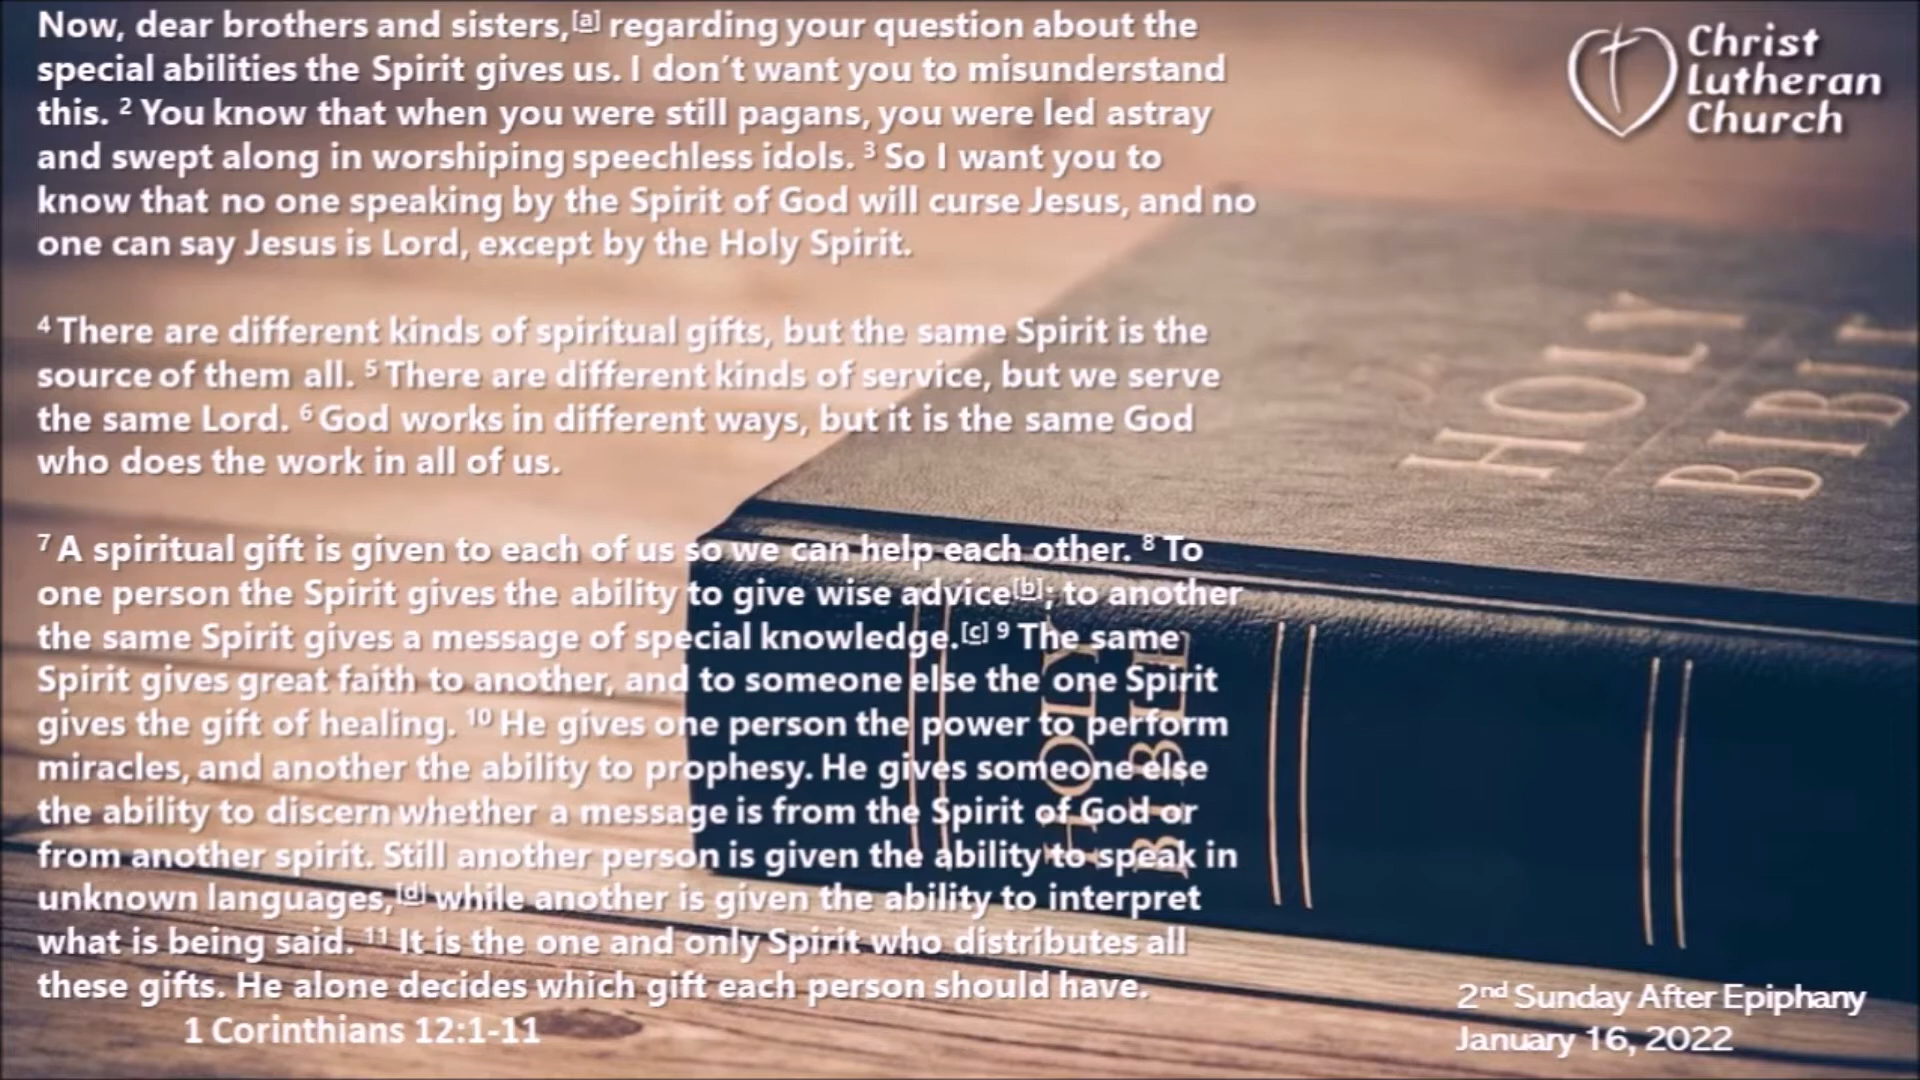 Now, dear brothers and sisters,[a] regarding your question about the
special abilities the Spirit gives us. I don't want you to misunderstand
this. 2 You know that when you were still pagans, you were led astray
and swept along in worshiping speechless idols. 3 So I want you to
know that no one speaking by the Spirit of God will curse Jesus, and no
one can say Jesus is Lord, except by the Holy Spirit.
4 There are different kinds of spiritual gifts, but the same Spirit is the
source of them all. 5 There are different kinds of service, but we serve
the same Lord. 6 God works in different ways, but it is the same God
who does the work in all of us.
7 A spiritual gift is given to each of us so we can help each other. 8 To
one person the Spirit gives the ability to give wise advice[b]; to another
the same Spirit gives a message of special knowledge.[c] 9 The same
Spirit gives great faith to another, and to someone else the one Spirit
gives the gift of healing. 10 He gives one person the power to perform
miracles, and another the ability to prophesy. He gives someone else
the ability to discern whether a message is from the Spirit of God or
from another spirit. Still another person is given the ability to speak in
unknown languages,[d] while another is given the ability to interpret
what is being said. 11 It is the one and only Spirit who distributes all
these gifts. He alone decides which gift each person should have.
1 Corinthians 12:1-11
Christ
Lutheran
Church
HOLY
BIBL
HOLY
BIBLE
2nd Sunday After Epiphany
January 16, 2022